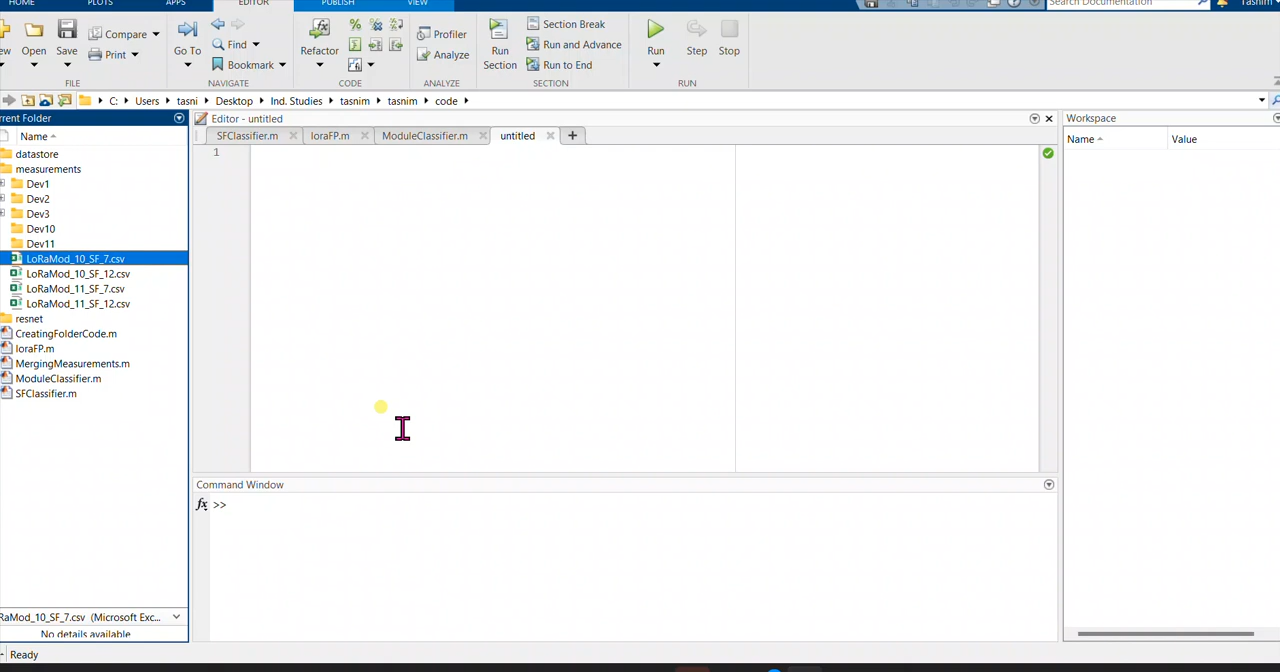 HOME PLOTS APPS EDITOR PUBLISH VIEW Search Documentation Tasnim
Open Save Compare Print Go To Find Bookmark Refactor Profiler Analyze Run Section Section Break Run and Advance Run to End Run Step Stop
FILE NAVIGATE CODE ANALYZE SECTION RUN
C: Users tasni Desktop Ind. Studies tasnim tasnim code
rent Folder
Name
datastore
measurements
Dev1
Dev2
Dev3
Dev10
Dev11
LoRaMod_10_SF_7.csv
LoRaMod_10_SF_12.csv
LoRaMod_11_SF_7.csv
LoRaMod_11_SF_12.csv
resnet
CreatingFolderCode.m
loraFP.m
MergingMeasurements.m
ModuleClassifier.m
SFClassifier.m
RaMod_10_SF_7.csv (Microsoft Exc...
No details available
Editor - untitled
SFClassifier.m loraFP.m ModuleClassifier.m untitled
1
Command Window
fx >>
Workspace
Name Value
Ready